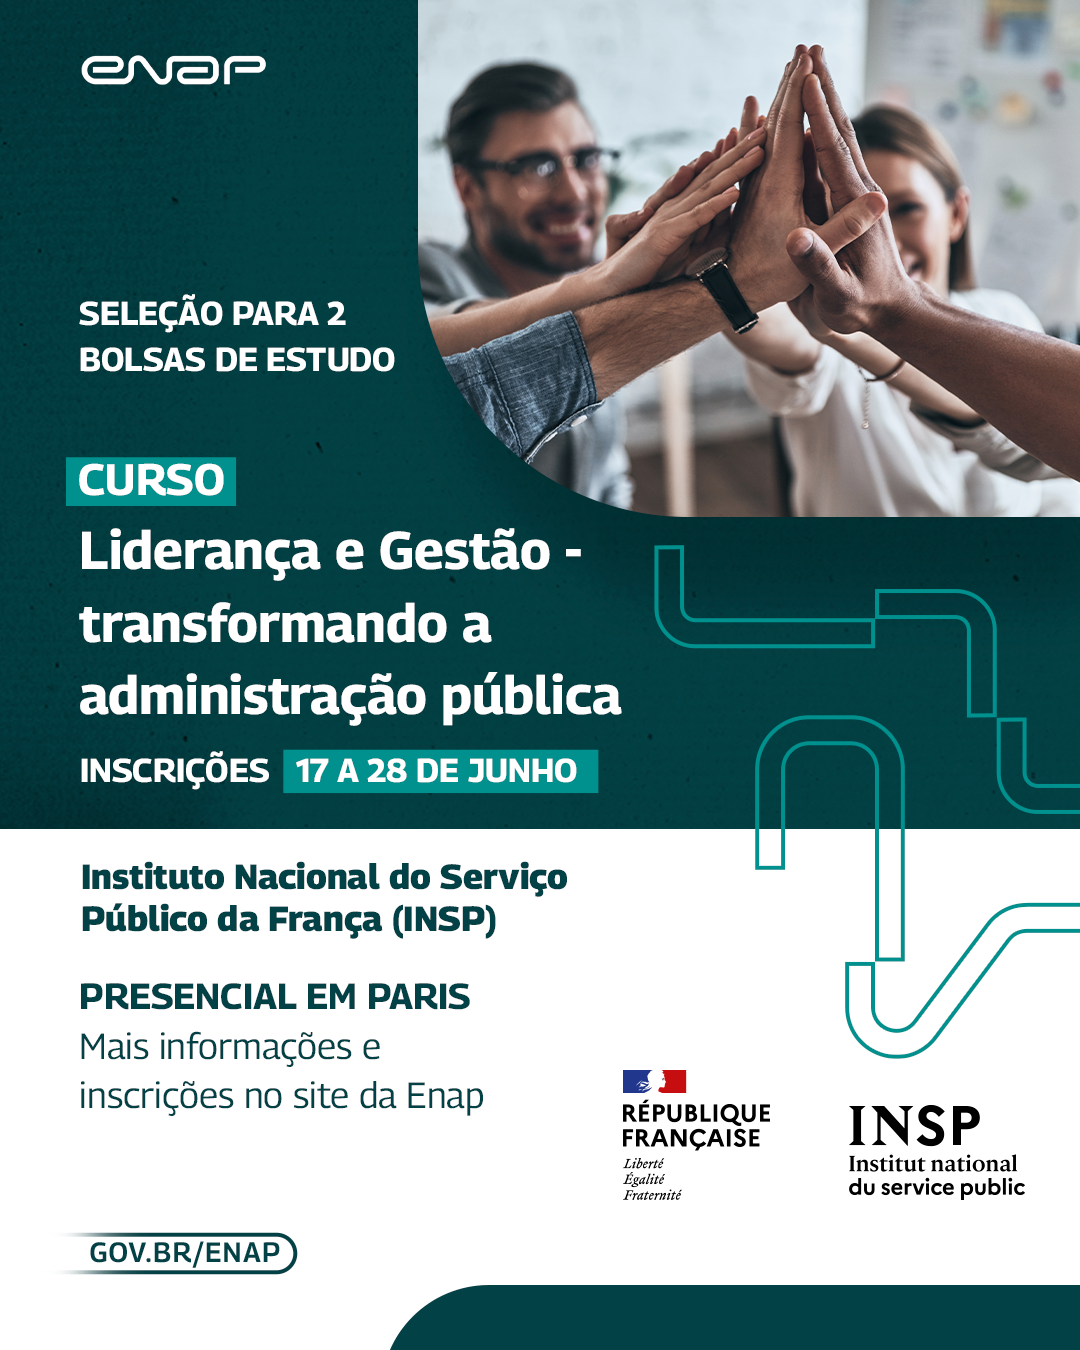 enap
SELEÇÃO PARA 2
BOLSAS DE ESTUDO
CURSO
Liderança e Gestão -
transformando a
administração pública
INSCRIÇÕES 17 A 28 DE JUNHO
Instituto Nacional do Serviço
Público da França (INSP)
PRESENCIAL EM PARIS
Mais informações e
inscrições no site da Enap
RÉPUBLIQUE
FRANÇAISE
Liberté
Égalité
Fraternité
INSP
Institut national
du service public
GOV.BR/ENAP